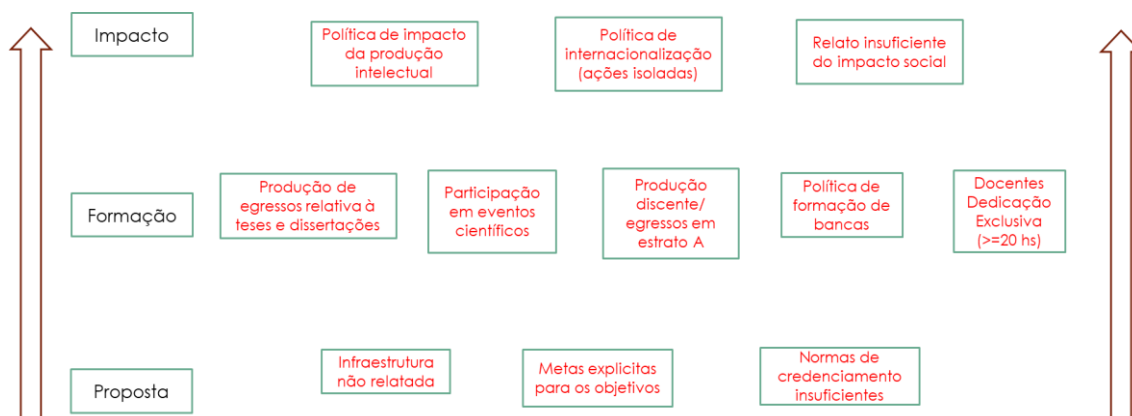 Impacto
Política de impacto
da produção
intelectual
Política de
internacionalização
(ações isoladas)
Relato insuficiente
do impacto social
Formação
Produção de
egressos relativa à
teses e dissertações
Participação
em eventos
científicos
Produção
discente/
egressos em
estrato A
Política de
formação de
bancas
Docentes
Dedicação
Exclusiva
(>=20 hs)
Proposta
Infraestrutura
não relatada
Metas explicitas
para os objetivos
Normas de
credenciamento
insuficientes